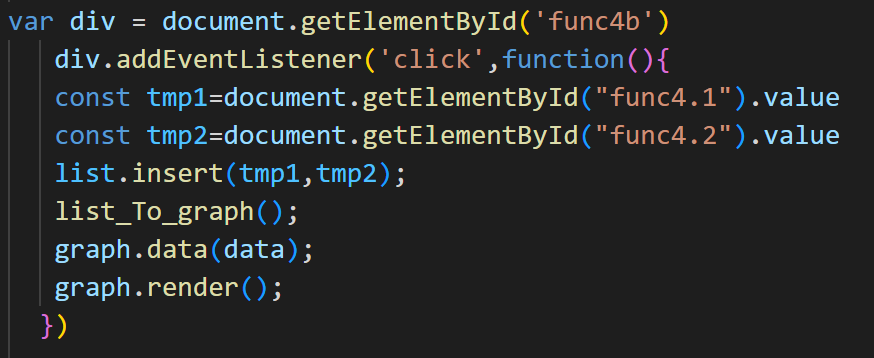 var div = document.getElementById('func4b')
div.addEventListener('click',function(){
const tmp1=document.getElementById("func4.1").value
const tmp2=document.getElementById("func4.2").value
list.insert(tmp1,tmp2);
list_To_graph();
graph.data(data);
graph.render();
})